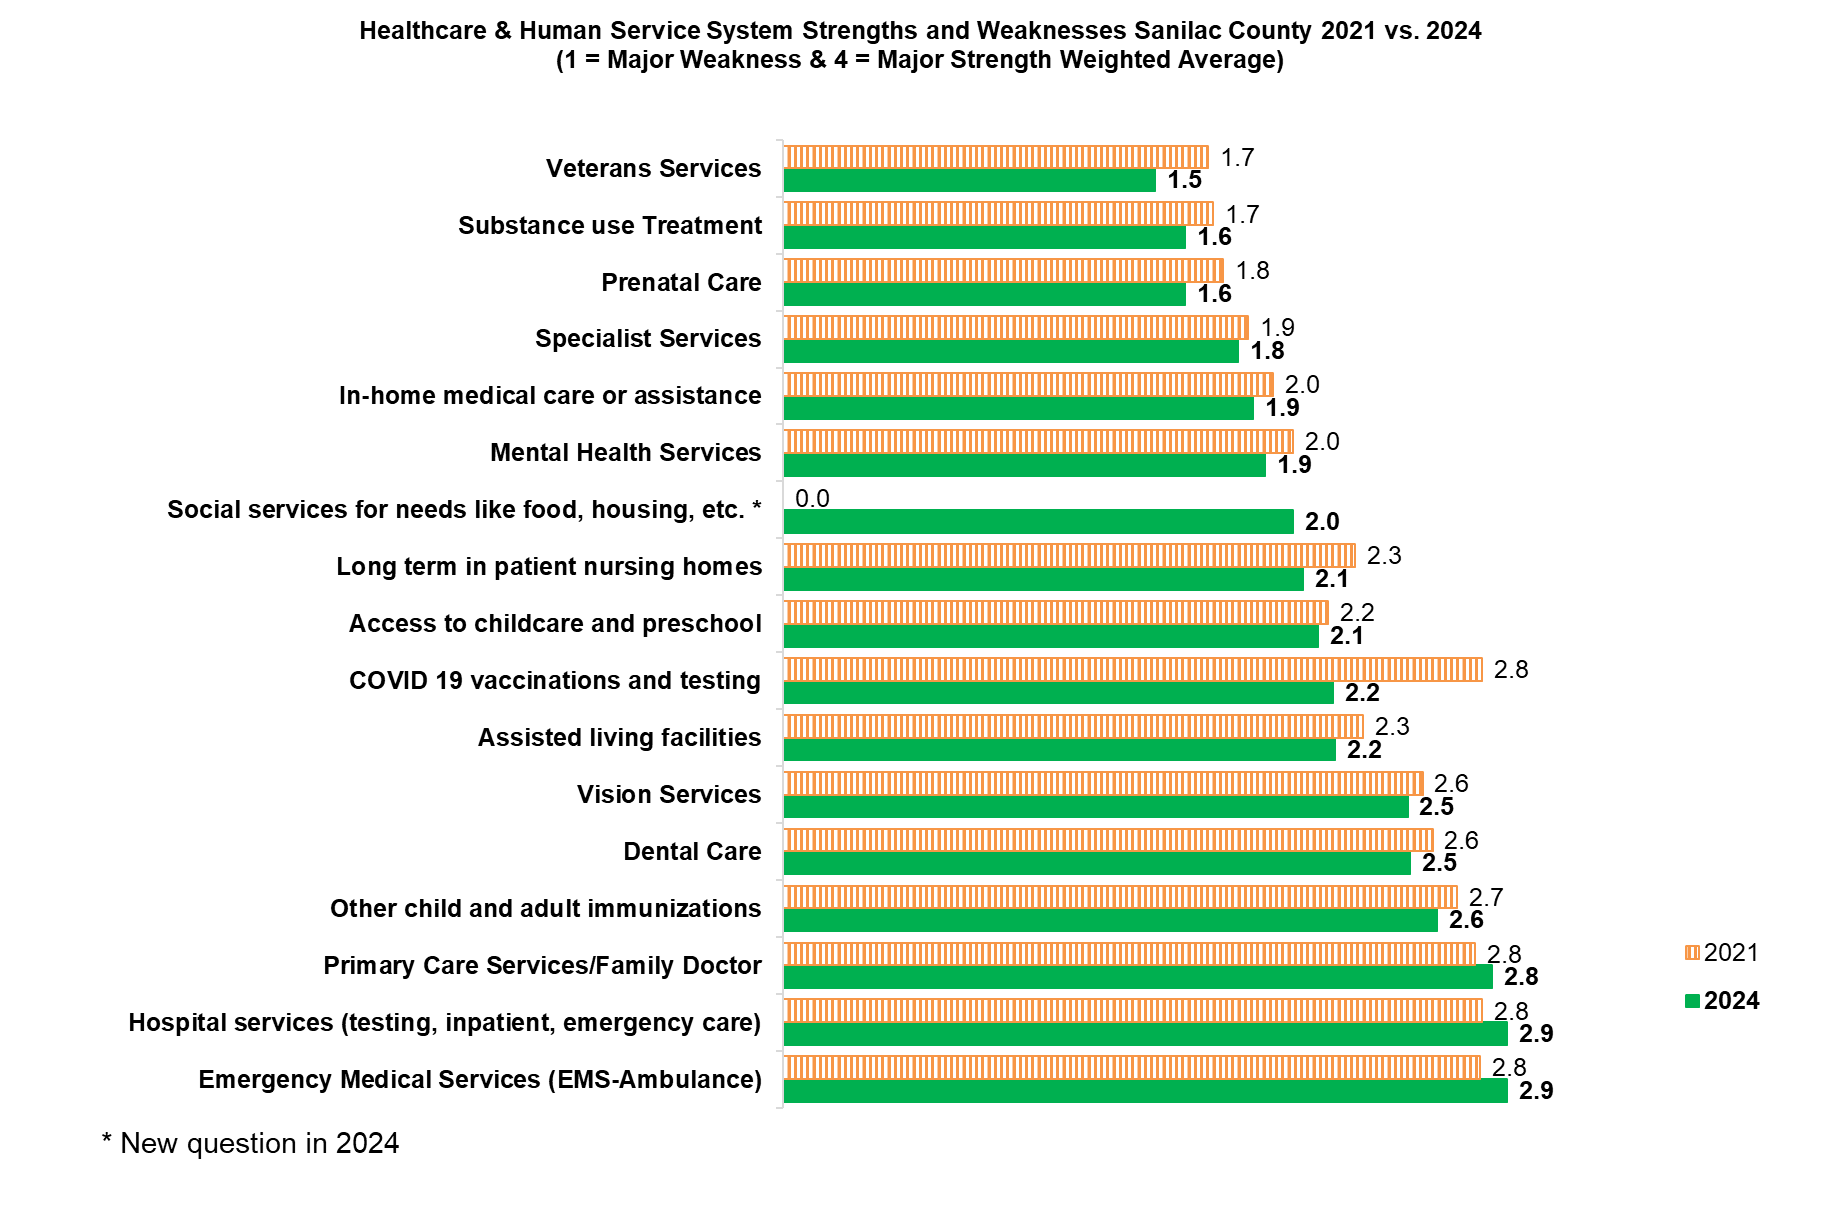 Healthcare & Human Service System Strengths and Weaknesses Sanilac County 2021 vs. 2024
(1 = Major Weakness & 4 = Major Strength Weighted Average)
Veterans Services
1.7
1.5
Substance use Treatment
1.7
1.6
Prenatal Care
1.8
1.6
Specialist Services
1.9
1.8
In-home medical care or assistance
2.0
1.9
Mental Health Services
2.0
1.9
Social services for needs like food, housing, etc. *
0.0
2.0
Long term in patient nursing homes
2.3
2.1
Access to childcare and preschool
2.2
2.1
COVID 19 vaccinations and testing
2.8
2.2
Assisted living facilities
2.3
2.2
Vision Services
2.6
2.5
Dental Care
2.6
2.5
Other child and adult immunizations
2.7
2.6
Primary Care Services/Family Doctor
2.8
2.8
Hospital services (testing, inpatient, emergency care)
2.8
2.9
Emergency Medical Services (EMS-Ambulance)
2.8
2.9
2021
2024
* New question in 2024